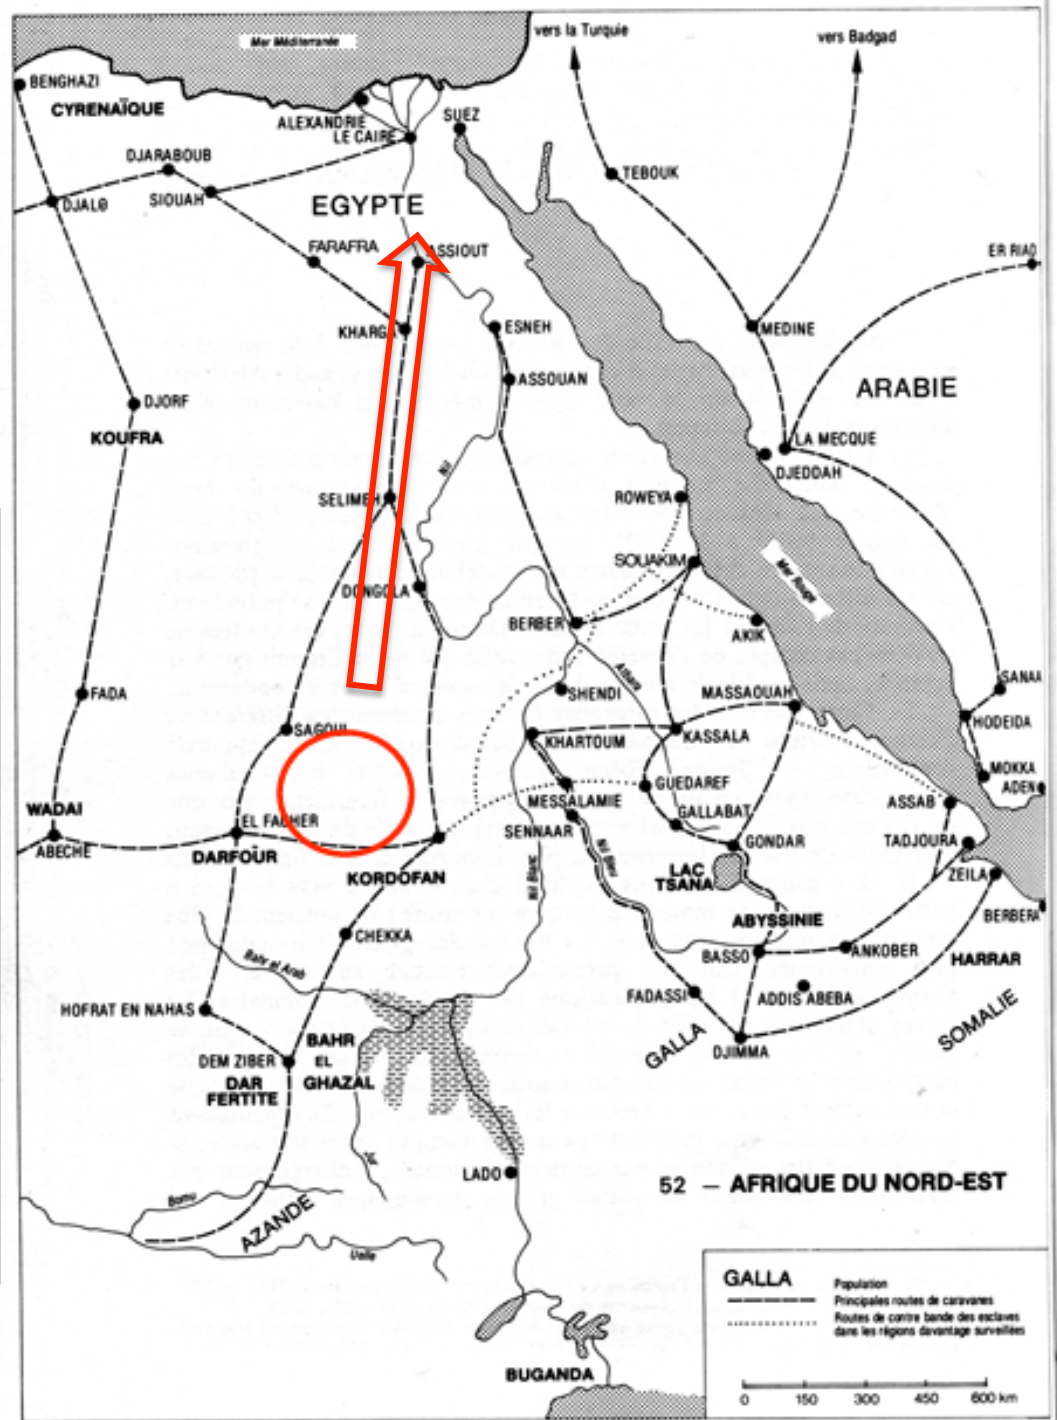 vers la Turquie
vers Badgad
Mer Méditerranée
BENGHAZI
CYRENAÏQUE
ALEXANDRIE
LE CAIRE
SUEZ
DJARABOUB
TEBOUK
SIOUAH
DJALO
EGYPTE
FARAFRA
ASSIOUT
ER RIAD
KHARGA
ESNEH
MEDINE
ASSOUAN
ARABIE
DJORF
KOUFRA
LA MECQUE
DJEDDAH
Nil
SELIMEH
ROWEYA
SOUAKIM
Mer Rouge
DONGOLA
BERBER
AKIK
Atbara
FADA
SHENDI
MASSAOUAH
SANAA
SAGOUI
KHARTOUM
KASSALA
HODEIDA
MOKKA
ADEN
GUEDAREF
MESSALAMIE
ASSAB
WADAI
EL FACHER
GALLABAT
SENNAAR
GONDAR
TADJOURA
ABECHE
DARFOUR
KORDOFAN
Nil Blanc
Nil Bleu
LAC
TSANA
ZEILA
ABYSSINIE
BERBERA
CHEKKA
BASSO
ANKOBER
HARRAR
Bahr el Arab
HOFRAT EN NAHAS
FADASSI
ADDIS ABEBA
GALLA
SOMALIE
DJIMMA
BAHR
EL
GHAZAL
DEM ZIBER
DAR
FERTITE
LADO
52 – AFRIQUE DU NORD-EST
Bomu
AZANDE
Ualle
BUGANDA
GALLA
Population
Principales routes de caravanes
Routes de contre bande des esclaves
dans les régions davantage surveillées
0 150 300 450 600 km